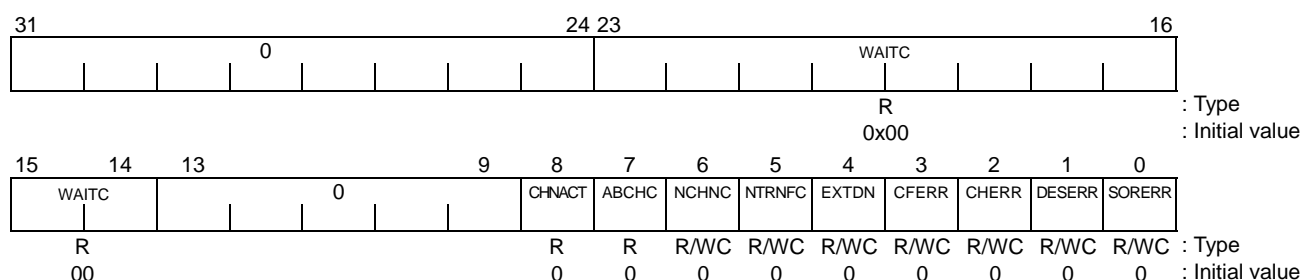 31 24 23 16
0 WAITC
R : Type
0x00 : Initial value
15 14 13 9 8 7 6 5 4 3 2 1 0
WAITC 0 CHNACT ABCHC NCHNC NTRNFC EXTDN CFERR CHERR DESERR SORERR
R R R R/WC R/WC R/WC R/WC R/WC R/WC R/WC : Type
00 0 0 0 0 0 0 0 0 0 : Initial value